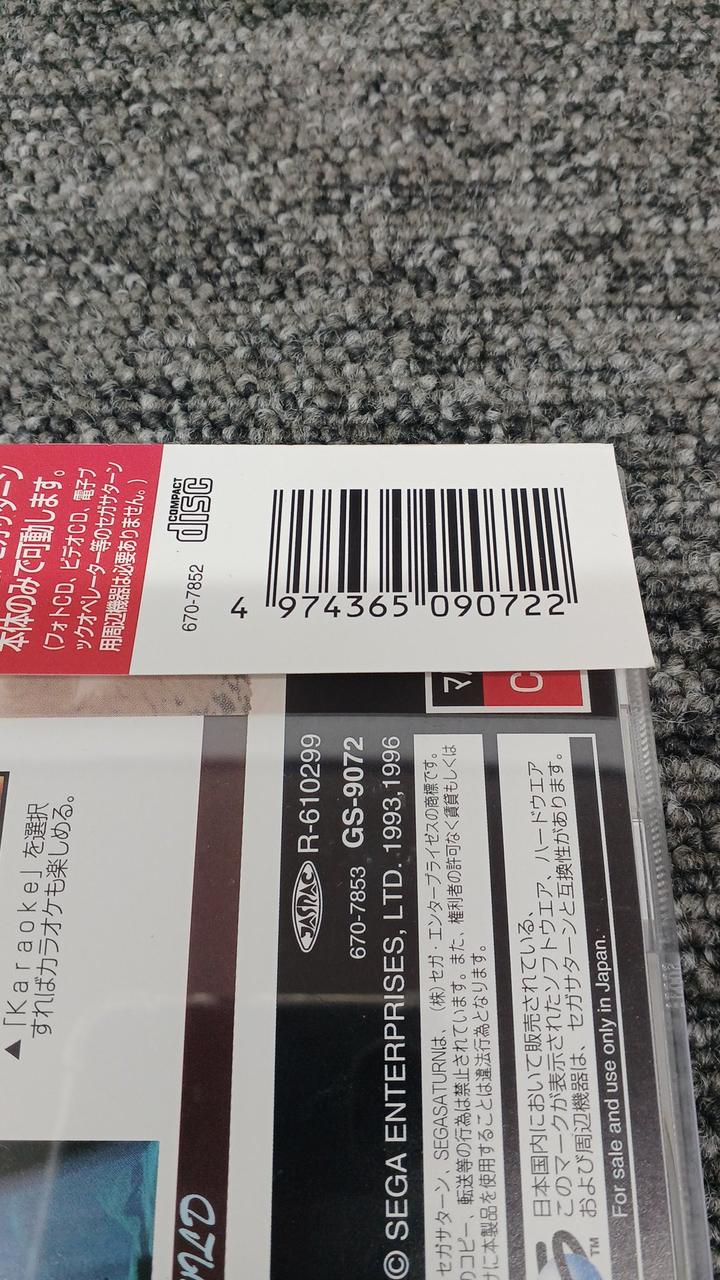 本体のみで可動します。
(フォトCD、ビデオCD、電子ブ
ックオペレーター等のセガサターン
用周辺機器は必要ありません。)
COMPACT
disc
670-7852
4 974365 090722
▲「Karaoke」を選択
すればカラオケも楽しめる。
JASRAC R-610299
670-7853 GS-9072
© SEGA ENTERPRISES, LTD. 1993,1996
セガサターン、SEGASATURNは、(株)セガ・エンタープライゼスの商標です。
のコピー、転送等の行為は禁止されています。また、権利者の許可なく賃貸もしくは
に本製品を使用することは違法行為となります。
日本国内において販売されている、
このマークが表示されたソフトウエア、ハードウエア
および周辺機器は、セガサターンと互換性があります。
For sale and use only in Japan.
TM